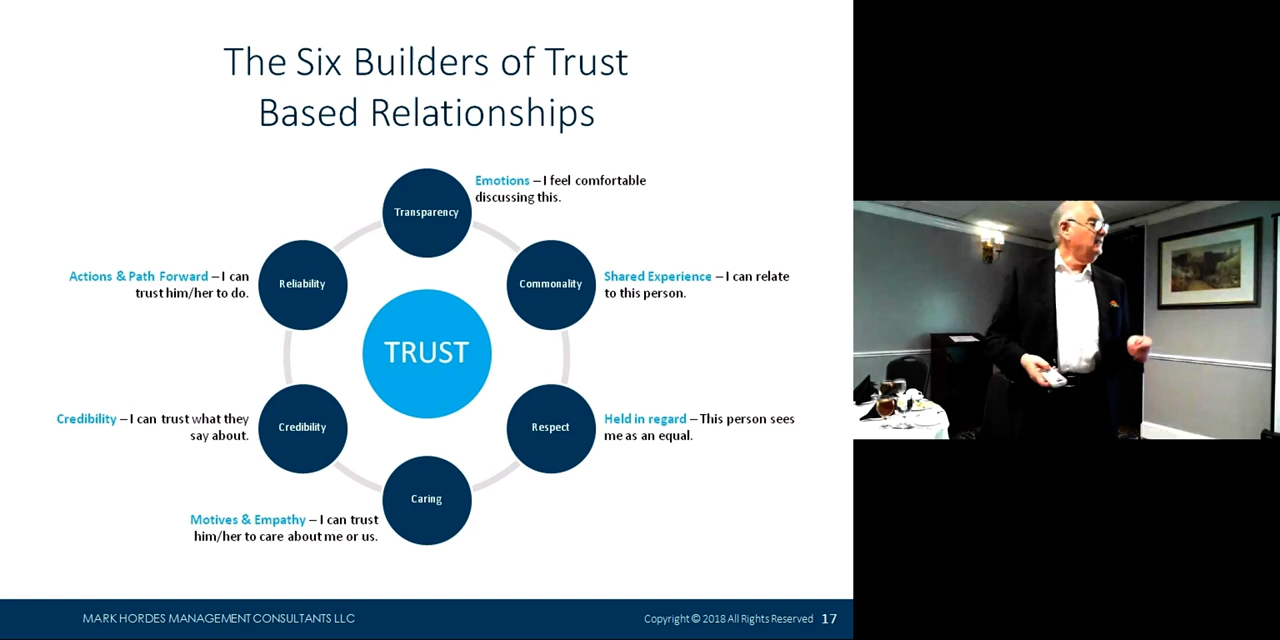 The Six Builders of Trust
Based Relationships
Transparency
Emotions – I feel comfortable
discussing this.
Commonality
Shared Experience – I can relate
to this person.
Respect
Held in regard – This person sees
me as an equal.
Caring
Motives & Empathy – I can trust
him/her to care about me or us.
Credibility
Credibility – I can trust what they
say about.
Reliability
Actions & Path Forward – I can
trust him/her to do.
TRUST
MARK HORDES MANAGEMENT CONSULTANTS LLC
Copyright © 2018 All Rights Reserved 17